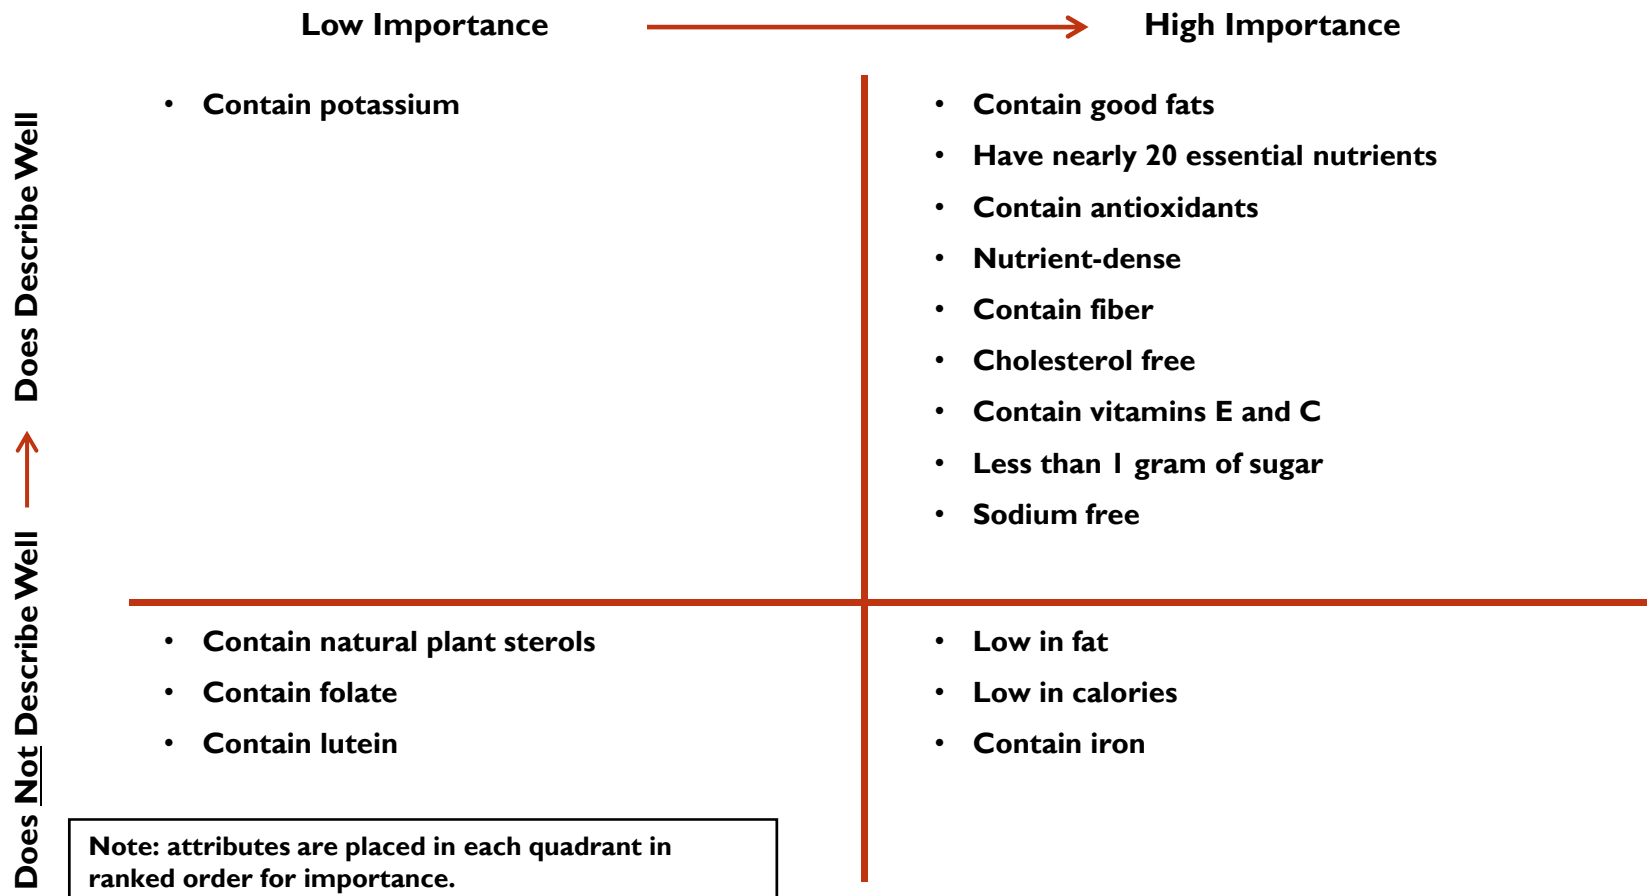 Low Importance
High Importance
Does Describe Well
Does Not Describe Well
• Contain potassium
• Contain good fats
• Have nearly 20 essential nutrients
• Contain antioxidants
• Nutrient-dense
• Contain fiber
• Cholesterol free
• Contain vitamins E and C
• Less than 1 gram of sugar
• Sodium free
• Contain natural plant sterols
• Contain folate
• Contain lutein
• Low in fat
• Low in calories
• Contain iron
Note: attributes are placed in each quadrant in
ranked order for importance.